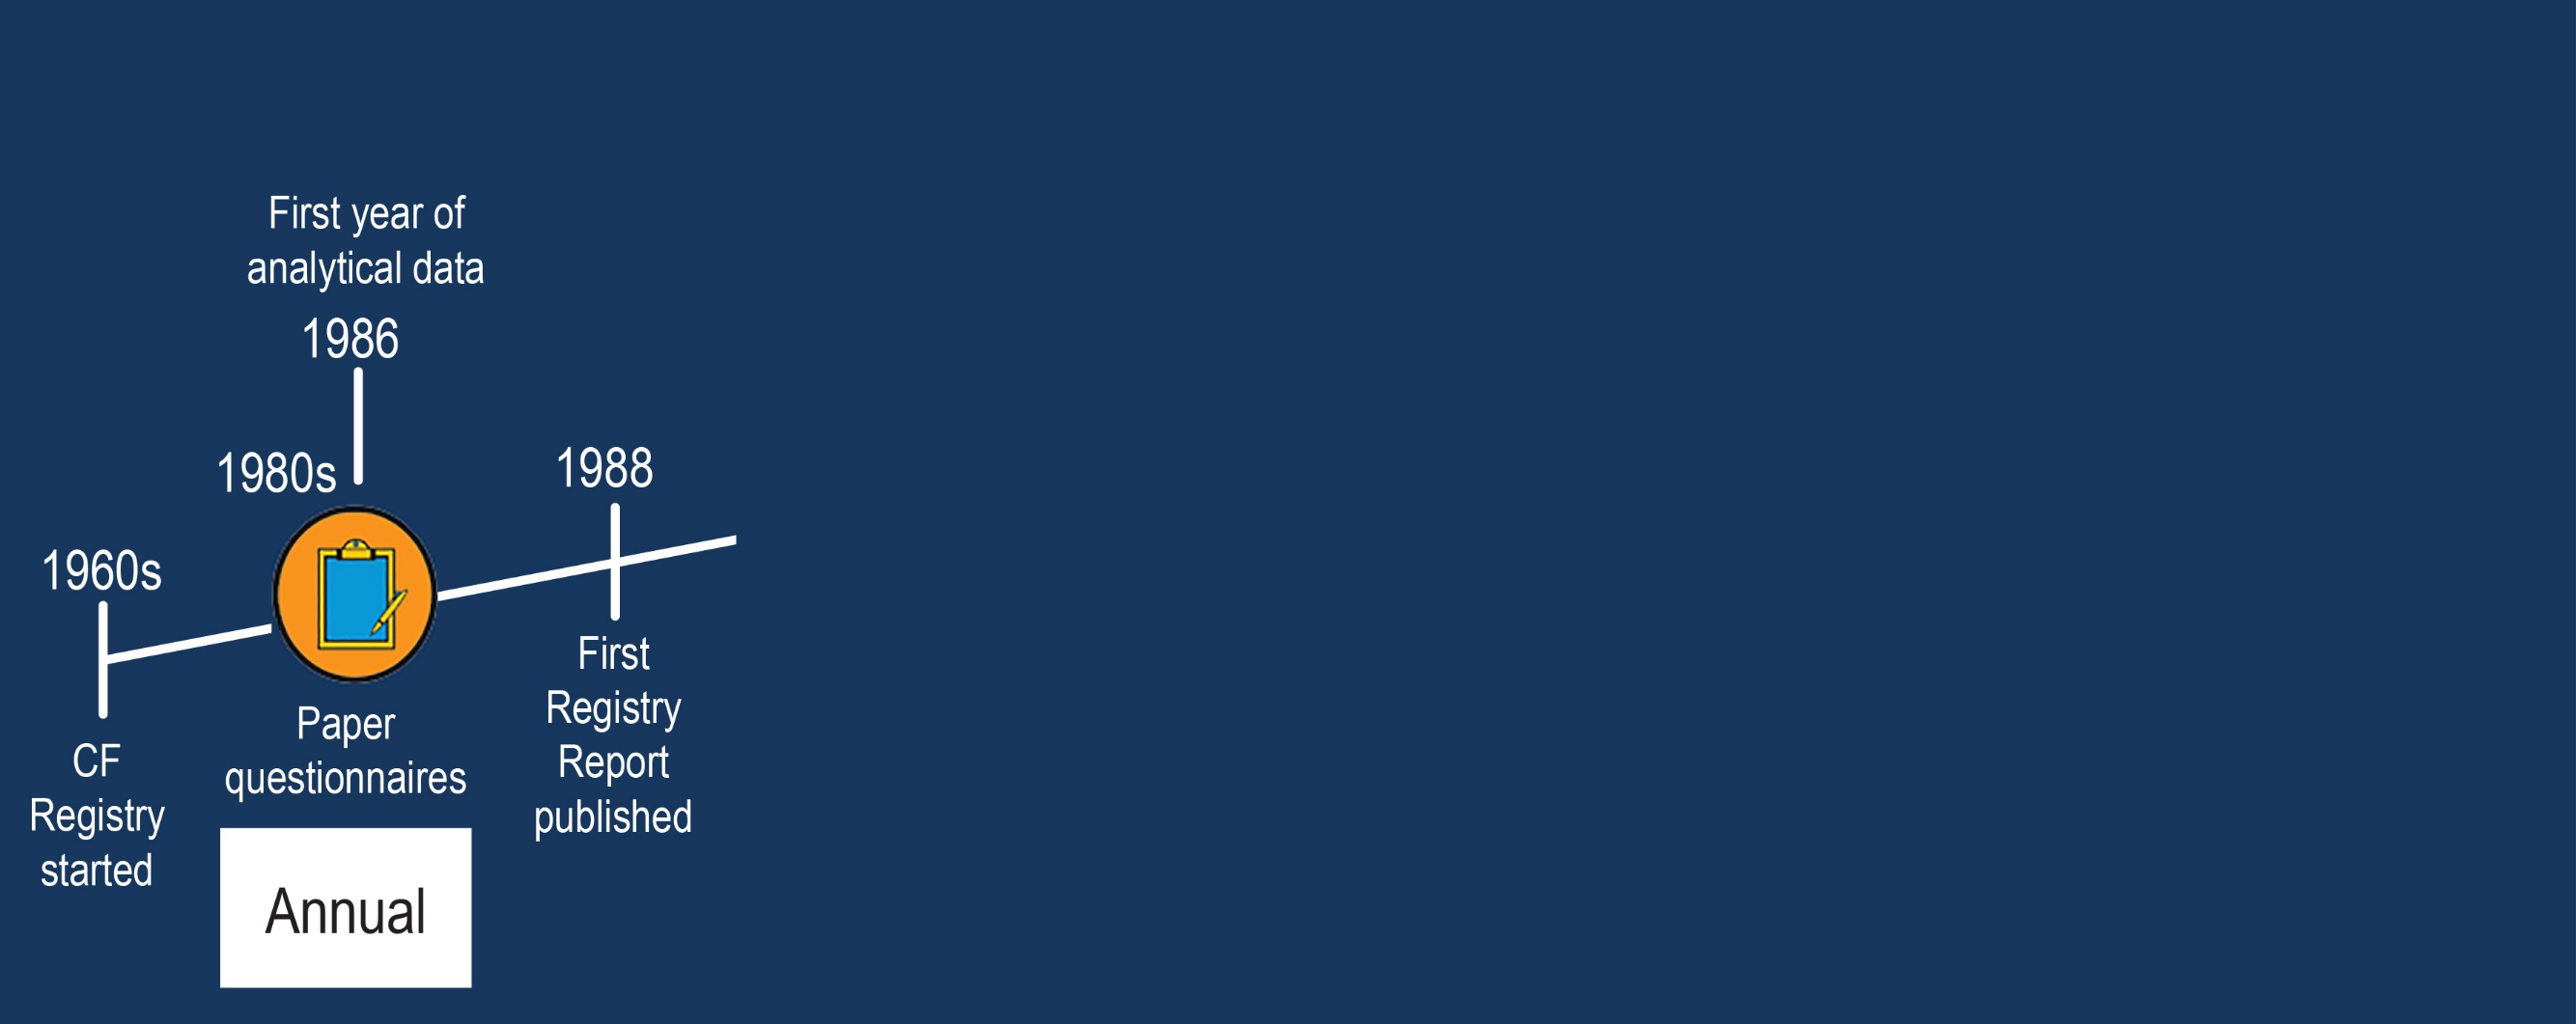 First year of
analytical data
1986
1980s
1988
1960s
CF
Registry
started
Paper
questionnaires
Annual
First
Registry
Report
published